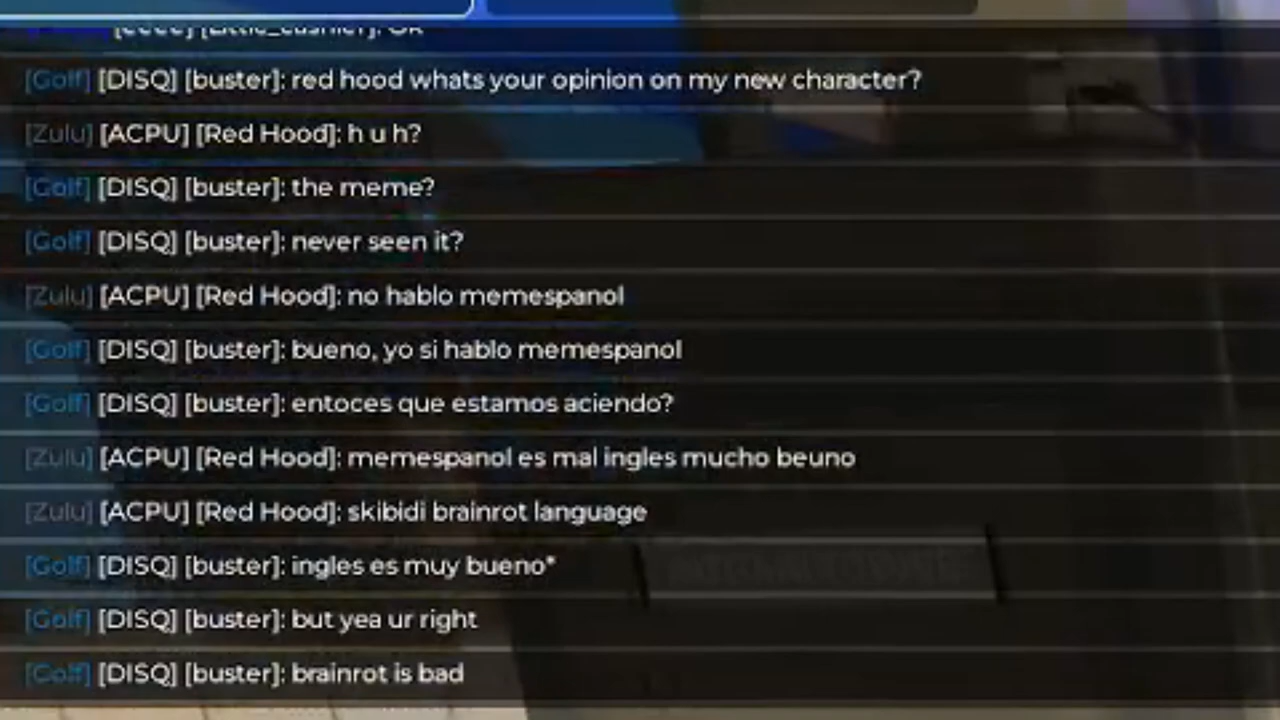 [Golf] [DISQ] [buster]: red hood whats your opinion on my new character?
[Zulu] [ACPU] [Red Hood]: h u h?
[Golf] [DISQ] [buster]: the meme?
[Golf] [DISQ] [buster]: never seen it?
[Zulu] [ACPU] [Red Hood]: no hablo memespanol
[Golf] [DISQ] [buster]: bueno, yo si hablo memespanol
[Golf] [DISQ] [buster]: entoces que estamos aciendo?
[Zulu] [ACPU] [Red Hood]: memespanol es mal ingles mucho beuno
[Zulu] [ACPU] [Red Hood]: skibidi brainrot language
[Golf] [DISQ] [buster]: ingles es muy bueno*
[Golf] [DISQ] [buster]: but yea ur right
[Golf] [DISQ] [buster]: brainrot is bad